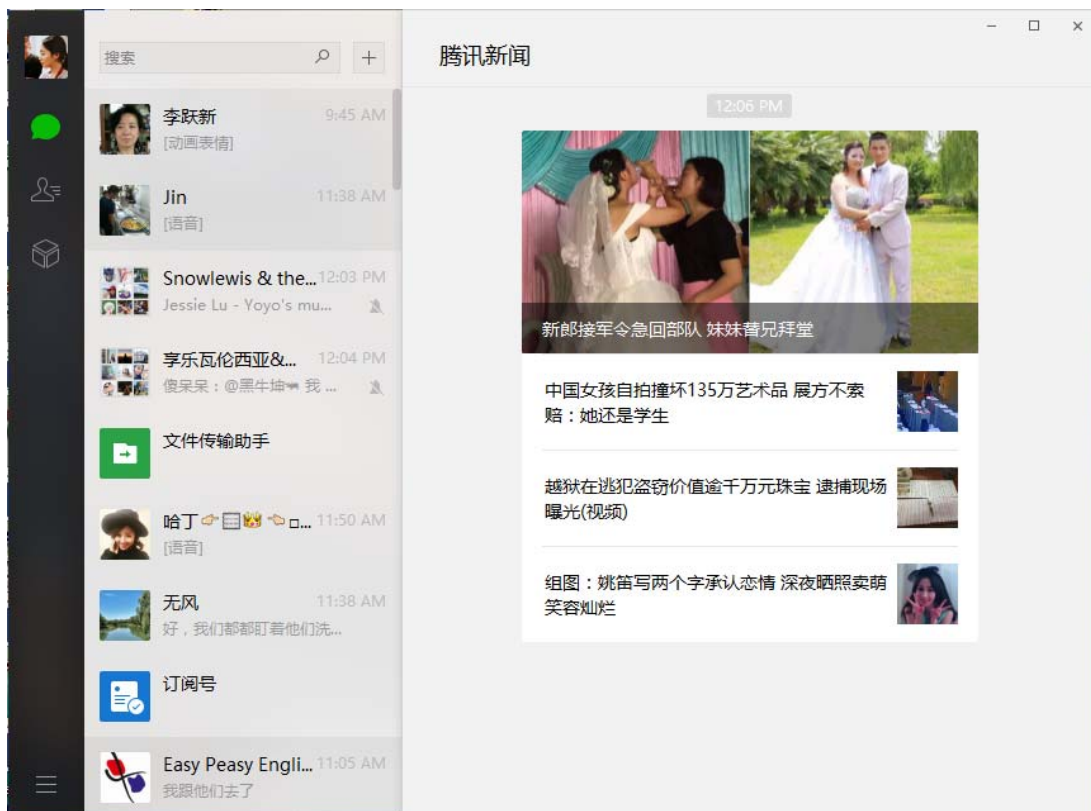 搜索
李跃新 9:45 AM
[动画表情]
Jin 11:38 AM
[语音]
Snowlewis & the... 12:03 PM
Jessie Lu - Yoyo's mu...
享乐瓦伦西亚&... 12:04 PM
傻呆呆：@黑牛坤🐃 我 ...
文件传输助手
哈丁👉🏻👑👈🏻... 11:50 AM
[语音]
无风 11:38 AM
好，我们都都盯着他们洗...
订阅号
Easy Peasy Engli... 11:05 AM
我跟他们去了
腾讯新闻
12:06 PM
新郎接军令急回部队 妹妹替兄拜堂
中国女孩自拍撞坏135万艺术品 展方不索
赔：她还是学生
越狱在逃犯盗窃价值逾千万元珠宝 逮捕现场
曝光(视频)
组图：姚笛写两个字承认恋情 深夜晒照卖萌
笑容灿烂